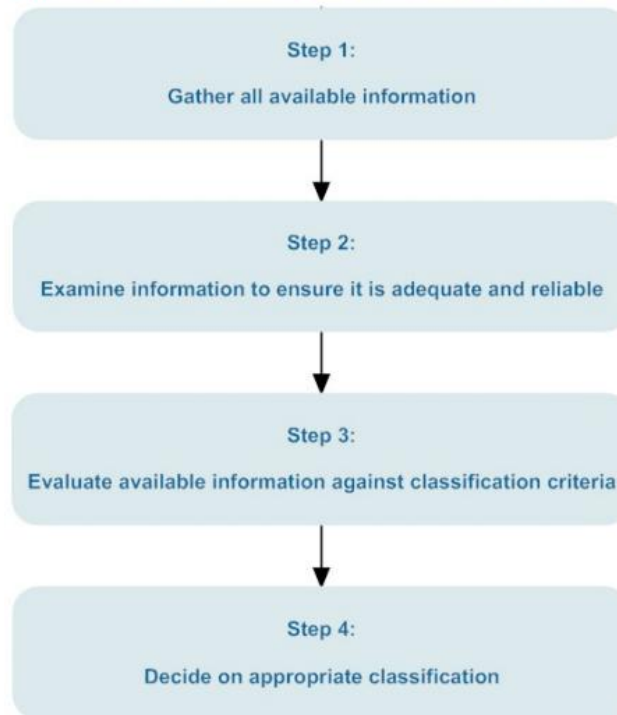 Step 1:
Gather all available information
Step 2:
Examine information to ensure it is adequate and reliable
Step 3:
Evaluate available information against classification criteria
Step 4:
Decide on appropriate classification